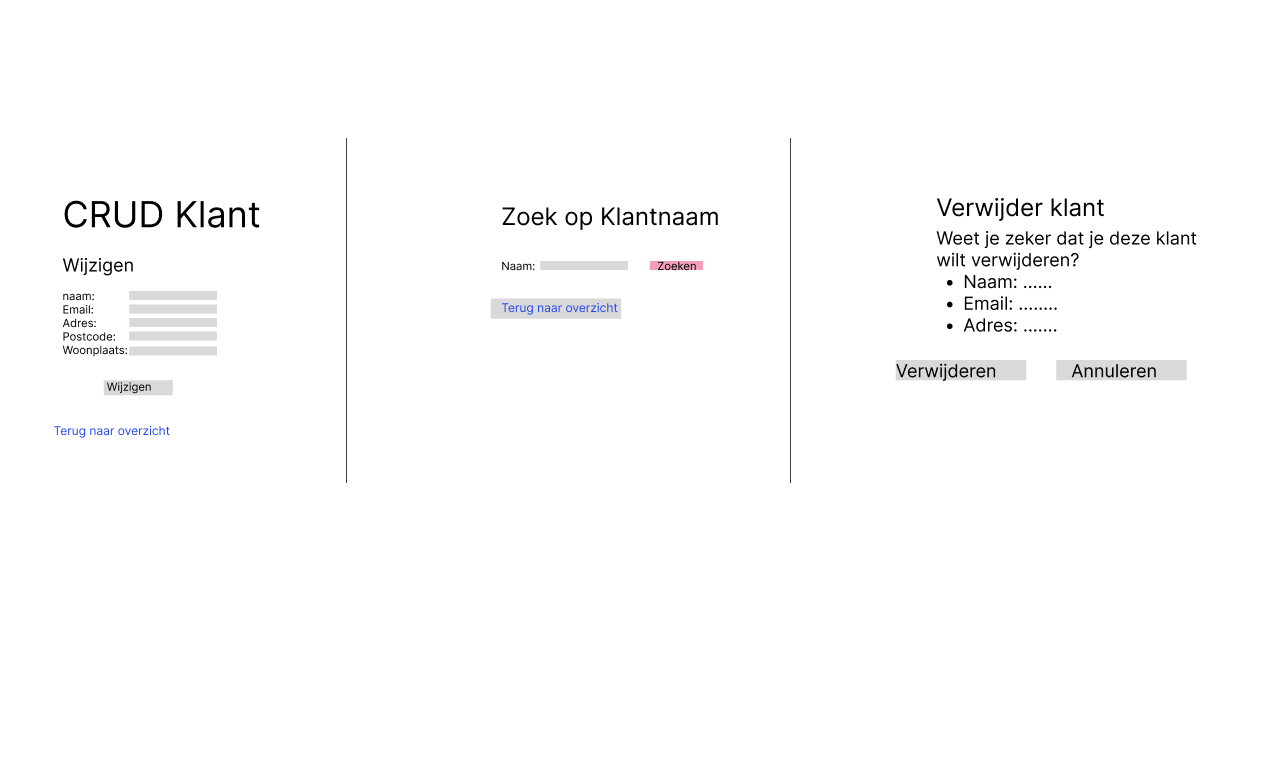 CRUD Klant
Wijzigen
naam:
Email:
Adres:
Postcode:
Woonplaats:
Wijzigen
Terug naar overzicht
Zoek op Klantnaam
Naam:
Zoeken
Terug naar overzicht
Verwijder klant
Weet je zeker dat je deze klant
wilt verwijderen?
• Naam: ......
• Email: ........
• Adres: .......
Verwijderen
Annuleren